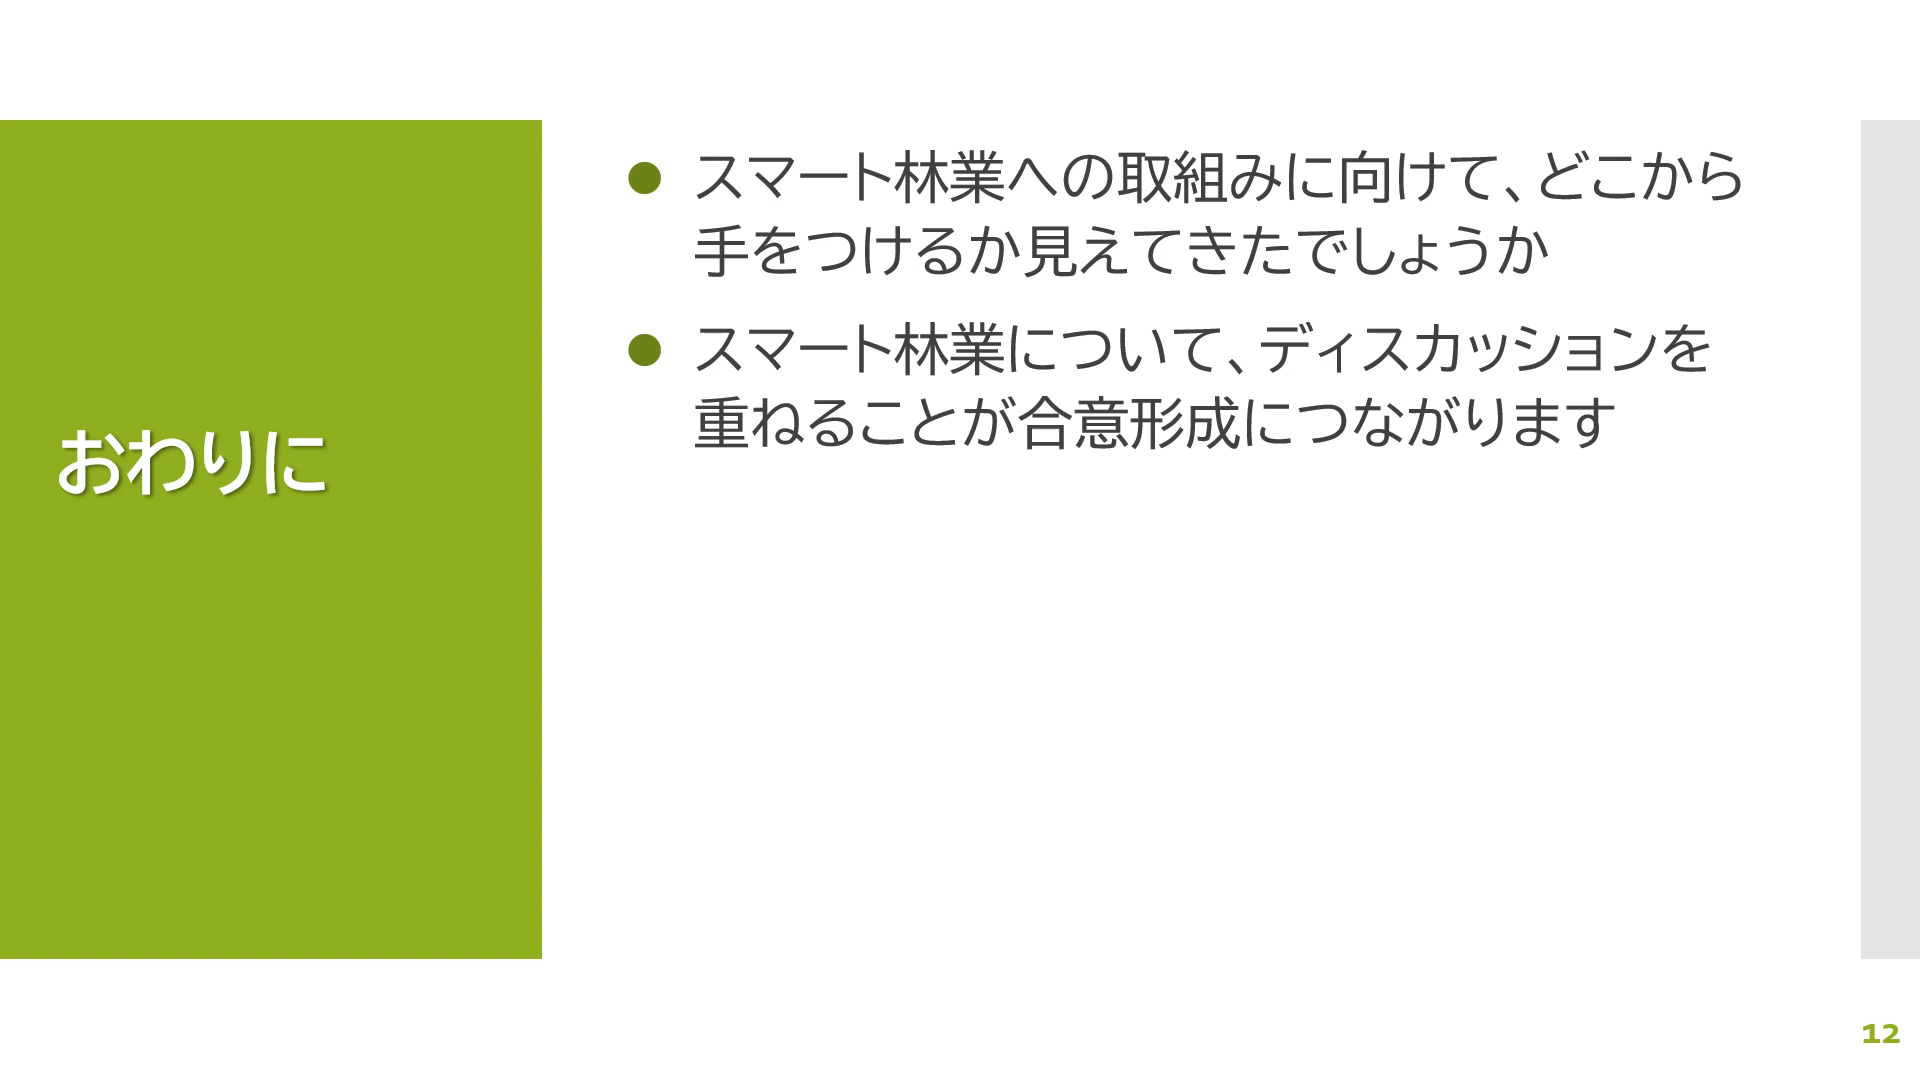 おわりに
● スマート林業への取組みに向けて、どこから
手をつけるか見えてきたでしょうか
● スマート林業について、ディスカッションを
重ねることが合意形成につながります
12